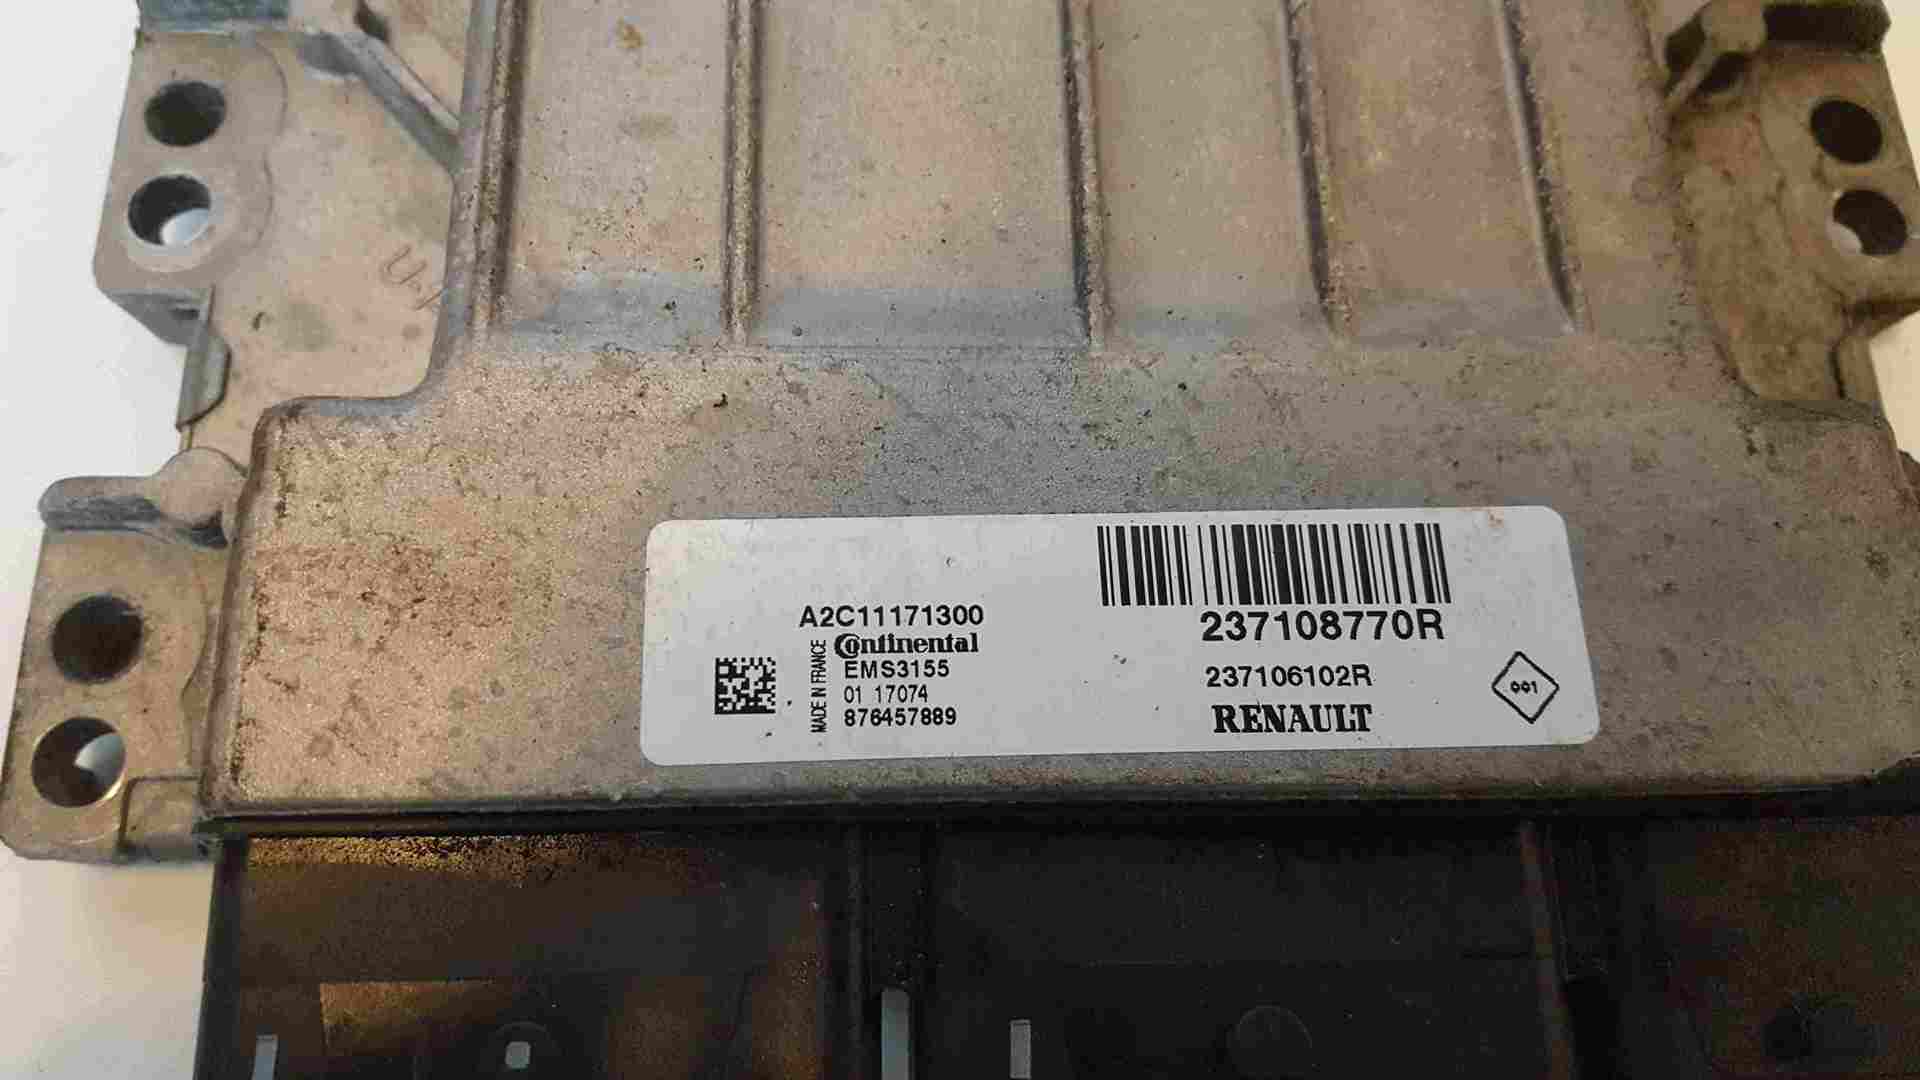 A2C11171300
Continental
EMS3155
01 17074
876457889
MADE IN FRANCE
237108770R
237106102R
RENAULT
001